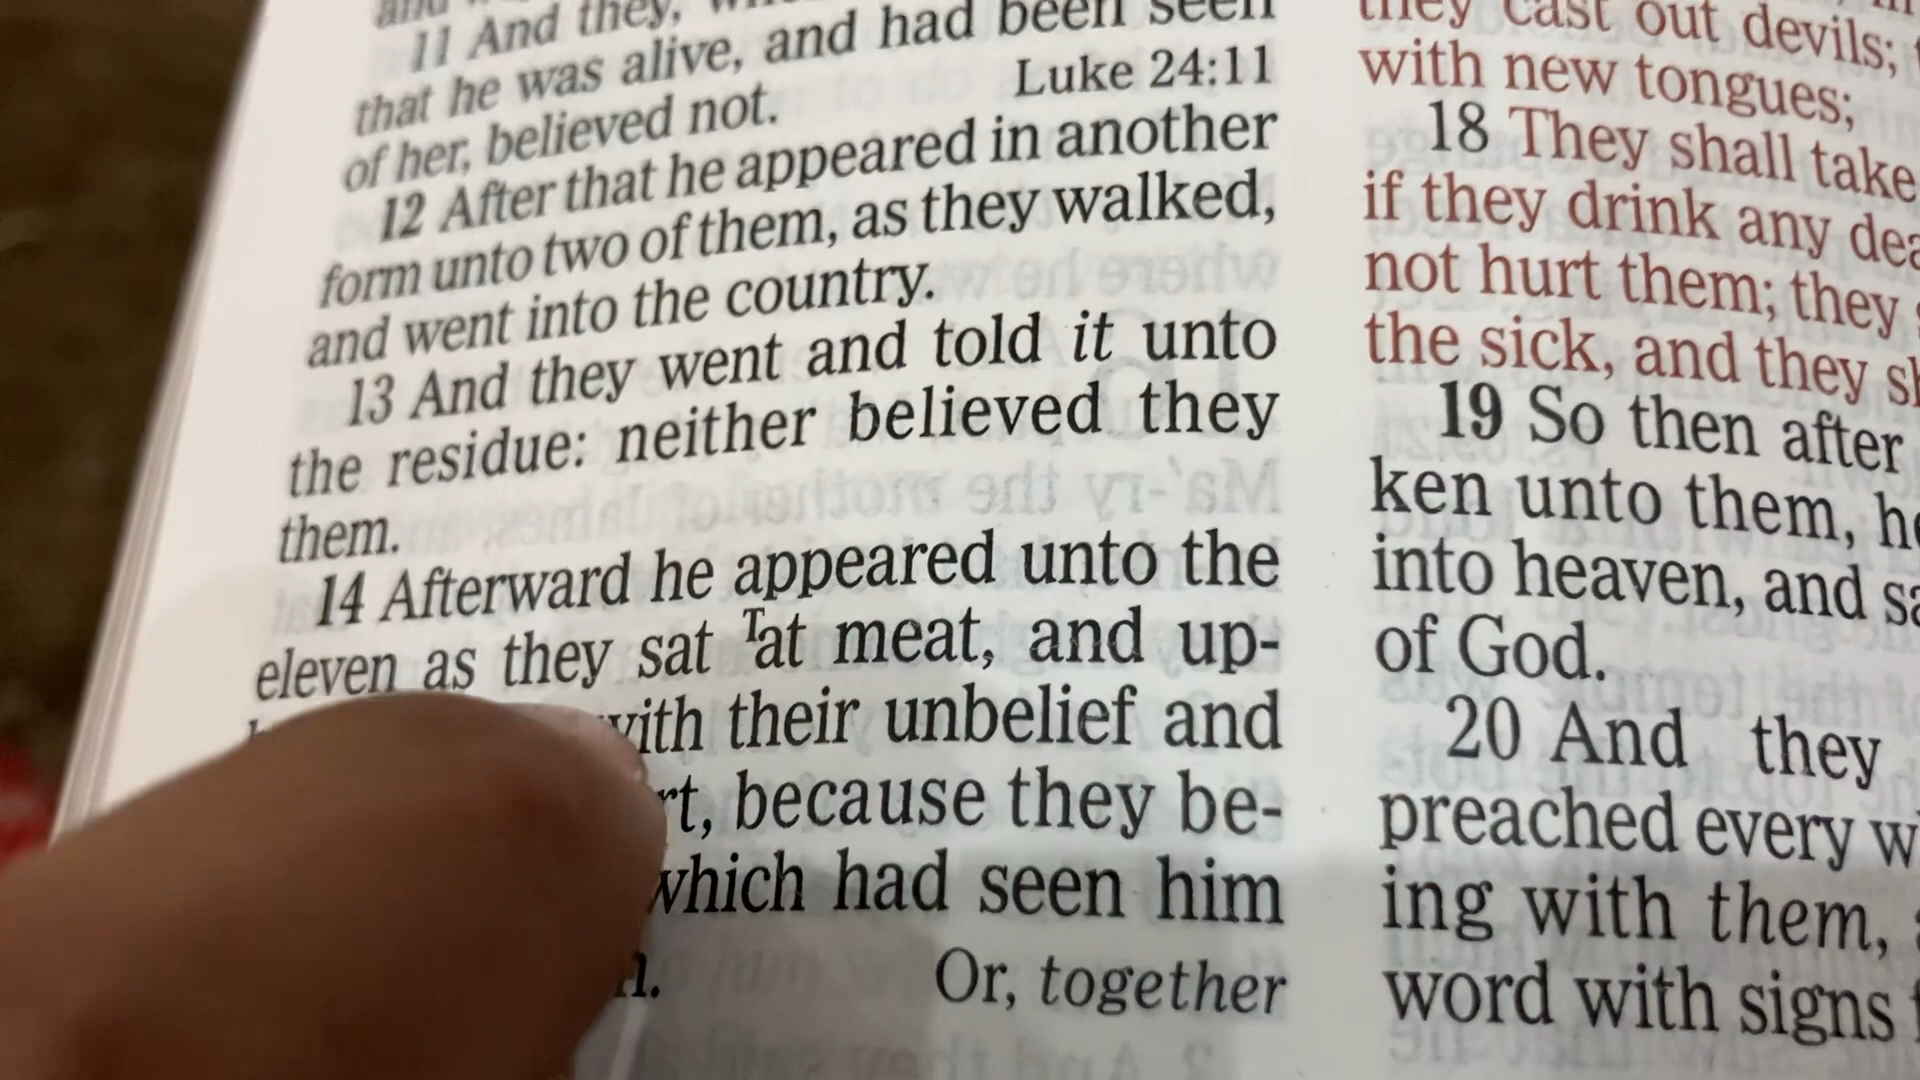 11 And they,
that he was alive, and had been seen
of her, believed not. Luke 24:11
12 After that he appeared in another
form unto two of them, as they walked,
and went into the country.
13 And they went and told it unto
the residue: neither believed they
them.
14 Afterward he appeared unto the
eleven as they sat Tat meat, and up-
with their unbelief and
because they be-
which had seen him
Or, together
they cast out devils;
with new tongues;
18 They shall take
if they drink any
not hurt them; they
the sick, and they
19 So then after
ken unto them,
into heaven, and
of God.
20 And they
preached every
ing with them,
word with signs